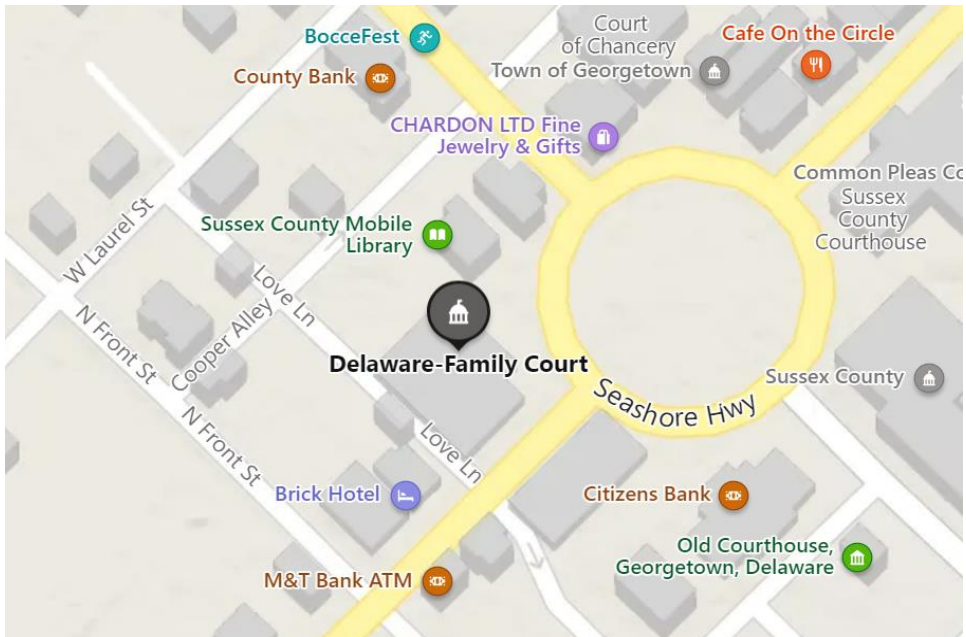 BocceFest
County Bank
Court
of Chancery
Town of Georgetown
Cafe On the Circle
CHARDON LTD Fine
Jewelry & Gifts
Common Pleas Co
Sussex
County
Courthouse
Sussex County Mobile
Library
W Laurel St
Love Ln
Cooper Alley
N Front St
Delaware-Family Court
Seashore Hwy
Sussex County
N Front St
Love Ln
Brick Hotel
Citizens Bank
Old Courthouse,
Georgetown, Delaware
M&T Bank ATM